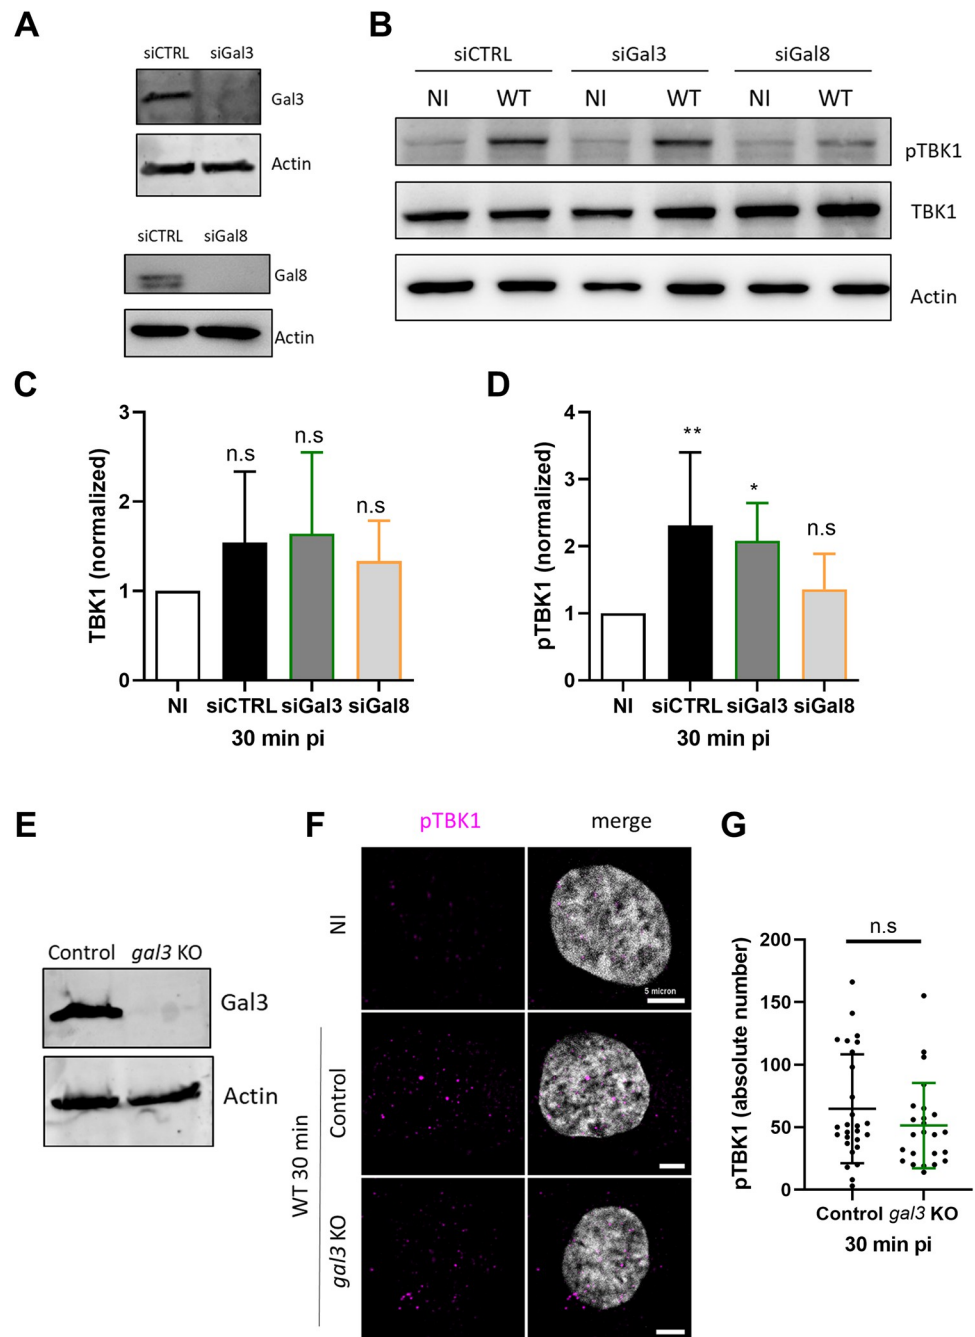 A
siCTRL siGal3
Gal3
Actin
siCTRL siGal8
Gal8
Actin
B
siCTRL siGal3 siGal8
NI WT NI WT NI WT
pTBK1
TBK1
Actin
C
TBK1 (normalized)
3
2
1
0
n.s
n.s
n.s
NI siCTRL siGal3 siGal8
30 min pi
D
pTBK1 (normalized)
4
3
2
1
0
**
*
n.s
NI siCTRL siGal3 siGal8
30 min pi
E
Control gal3 KO
Gal3
Actin
F
pTBK1 merge
NI
5 micron
WT 30 min
Control
gal3 KO
G
n.s
pTBK1 (absolute number)
200
150
100
50
0
Control gal3 KO
30 min pi